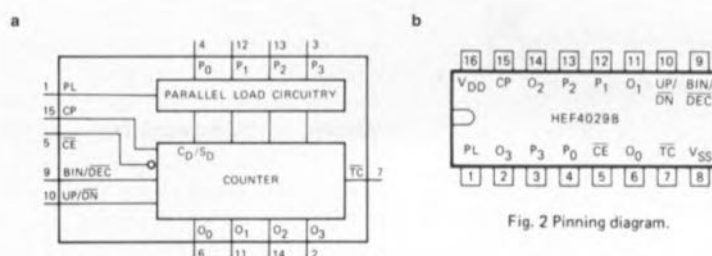 a
4 12 13 3
P0 P1 P2 P3
1 PL
PARALLEL LOAD CIRCUITRY
15 CP
5 CE
CD/SD
9 BIN/DEC
COUNTER
TC 7
10 UP/DN
O0 O1 O2 O3
6 11 14 2
b
16 15 14 13 12 11 10 9
VDD CP O2 P2 P1 O1 UP/DN BIN/DEC
HEF4029B
PL O3 P3 P0 CE O0 TC VSS
1 2 3 4 5 6 7 8
Fig. 2 Pinning diagram.